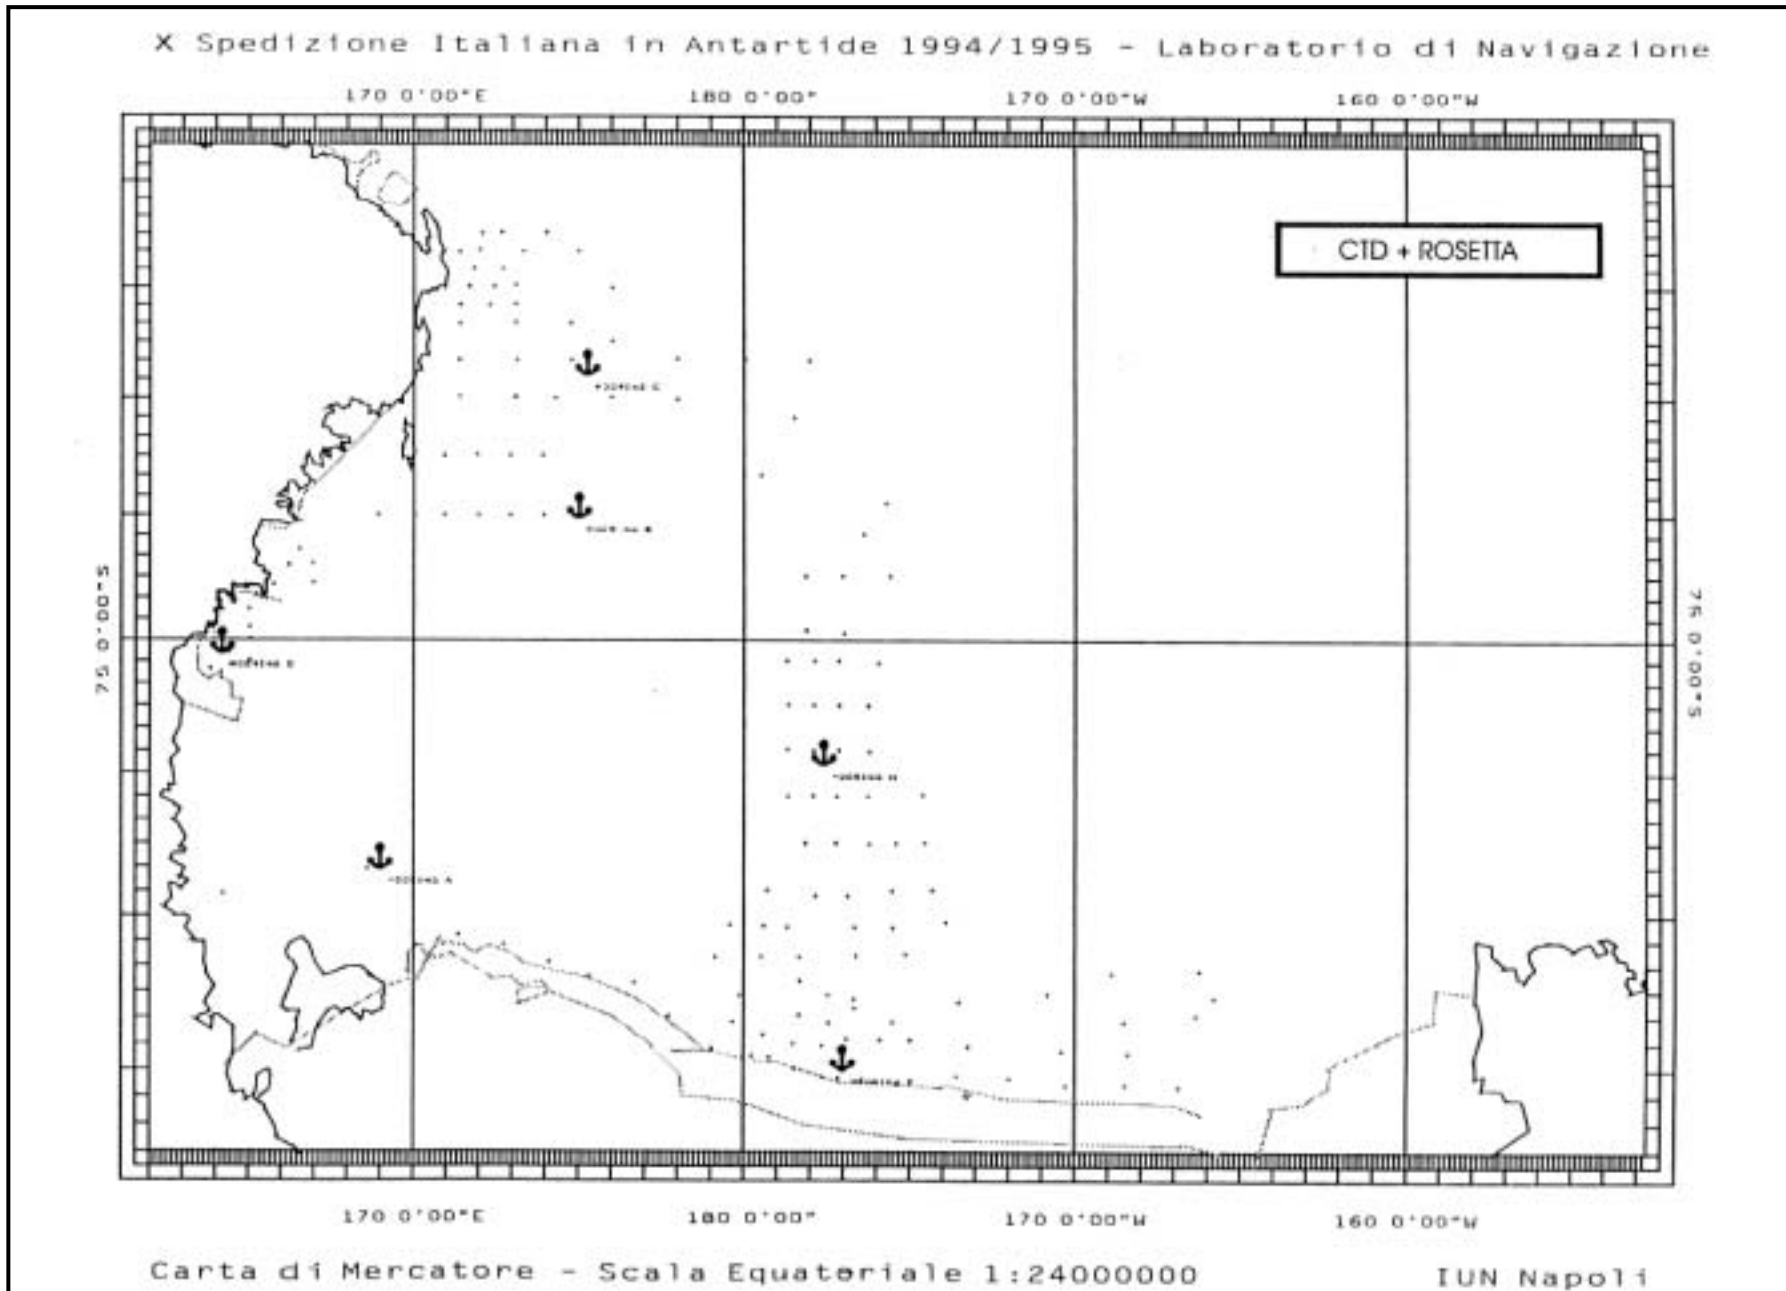 X Spedizione Italiana in Antartide 1994/1995 - Laboratorio di Navigazione
170 0'00"E 180 0'00" 170 0'00"W 160 0'00"W
CTD + ROSETTA
75 0'00"S
75 0'00"S
170 0'00"E 180 0'00" 170 0'00"W 160 0'00"W
Carta di Mercatore - Scala Equatoriale 1:24000000 IUN Napoli